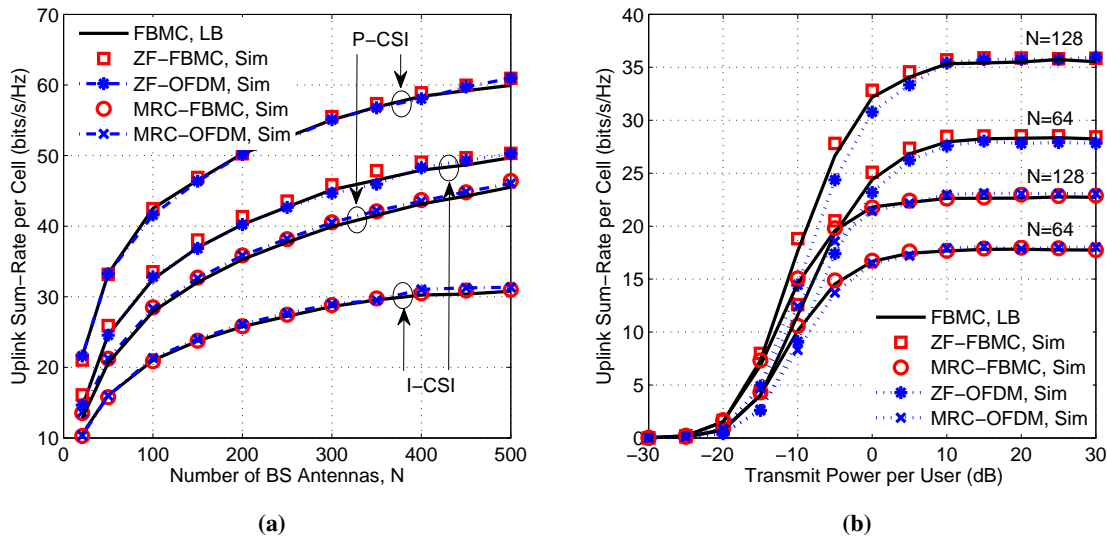 FBMC, LB
ZF−FBMC, Sim
ZF−OFDM, Sim
MRC−FBMC, Sim
MRC−OFDM, Sim
P−CSI
I−CSI
70
60
50
40
30
20
10
0 100 200 300 400 500
Number of BS Antennas, N
Uplink Sum−Rate per Cell (bits/s/Hz)
(a)
N=128
N=64
N=128
N=64
FBMC, LB
ZF−FBMC, Sim
MRC−FBMC, Sim
ZF−OFDM, Sim
MRC−OFDM, Sim
40
35
30
25
20
15
10
5
0
−30 −20 −10 0 10 20 30
Transmit Power per User (dB)
Uplink Sum−Rate per Cell (bits/s/Hz)
(b)